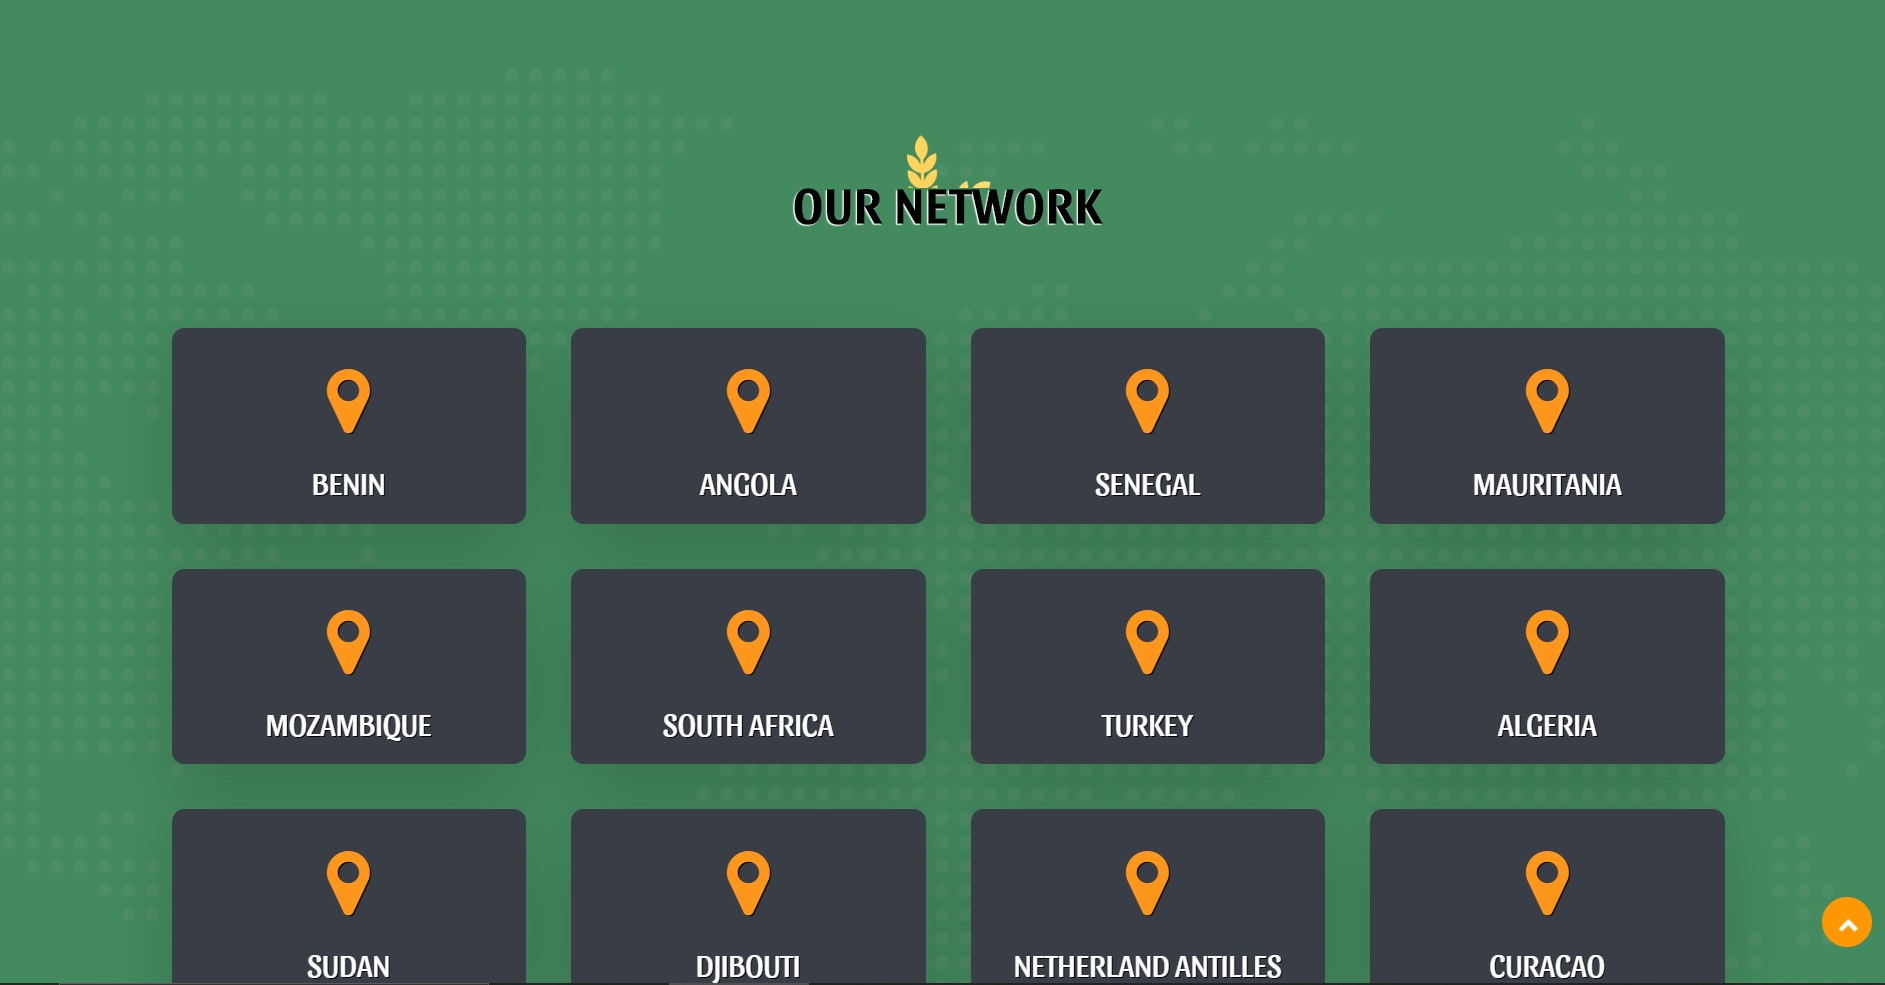 OUR NETWORK
BENIN
ANGOLA
SENEGAL
MAURITANIA
MOZAMBIQUE
SOUTH AFRICA
TURKEY
ALGERIA
SUDAN
DJIBOUTI
NETHERLAND ANTILLES
CURACAO